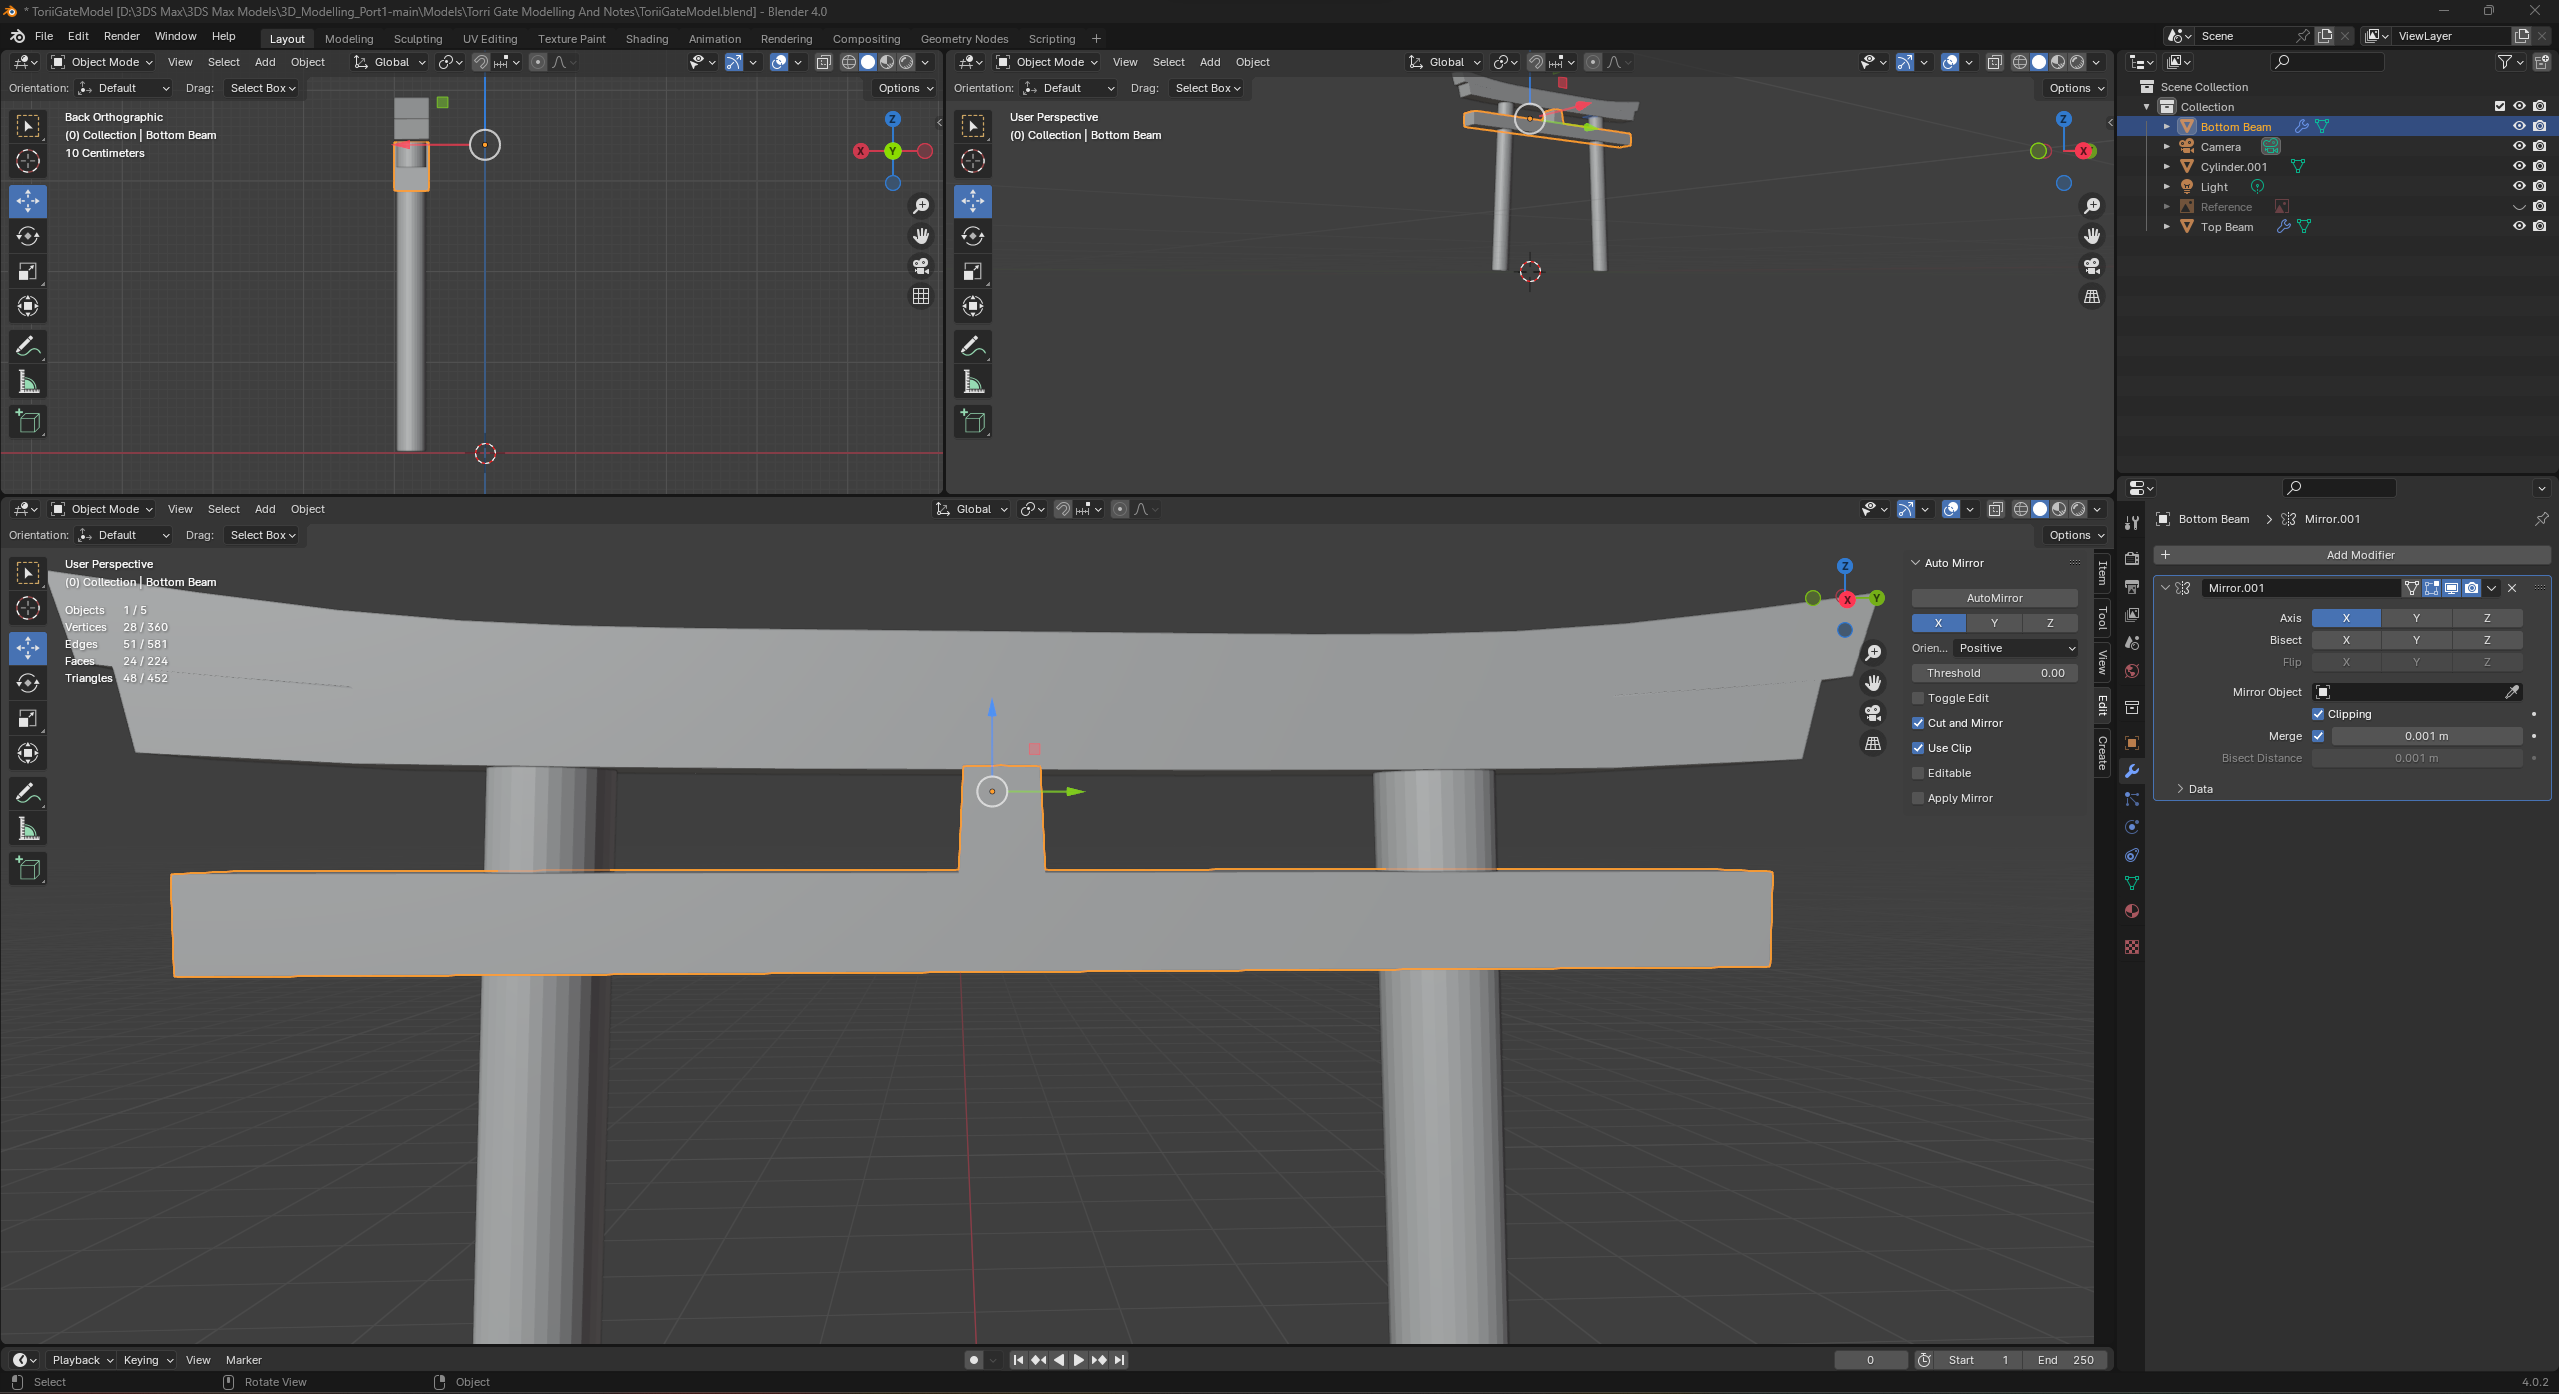 * ToriiGateModel [D:\3DS Max\3DS Max Models\3D_Modelling_Port1-main\Models\Torri Gate Modelling And Notes\ToriiGateModel.blend] - Blender 4.0
File Edit Render Window Help Layout Modeling Sculpting UV Editing Texture Paint Shading Animation Rendering Compositing Geometry Nodes Scripting + Scene ViewLayer
Object Mode View Select Add Object Global
Orientation: Default Drag: Select Box Options
Back Orthographic
(0) Collection | Bottom Beam
10 Centimeters
Z
X Y
Object Mode View Select Add Object Global
Orientation: Default Drag: Select Box Options
User Perspective
(0) Collection | Bottom Beam
Z
X
Scene Collection
Collection
Bottom Beam
Camera
Cylinder.001
Light
Reference
Top Beam
Object Mode View Select Add Object Global
Orientation: Default Drag: Select Box Options
User Perspective
(0) Collection | Bottom Beam
Objects 1 / 5
Vertices 28 / 360
Edges 51 / 581
Faces 24 / 224
Triangles 48 / 452
Z
X Y
Auto Mirror
AutoMirror
X Y Z
Orien... Positive
Threshold 0.00
Toggle Edit
Cut and Mirror
Use Clip
Editable
Apply Mirror
Item
Tool
View
Edit
Create
Bottom Beam > Mirror.001
+ Add Modifier
Mirror.001
Axis X Y Z
Bisect X Y Z
Flip X Y Z
Mirror Object
Clipping
Merge 0.001 m
Bisect Distance 0.001 m
Data
Playback Keying View Marker 0 Start 1 End 250
Select Rotate View Object 4.0.2